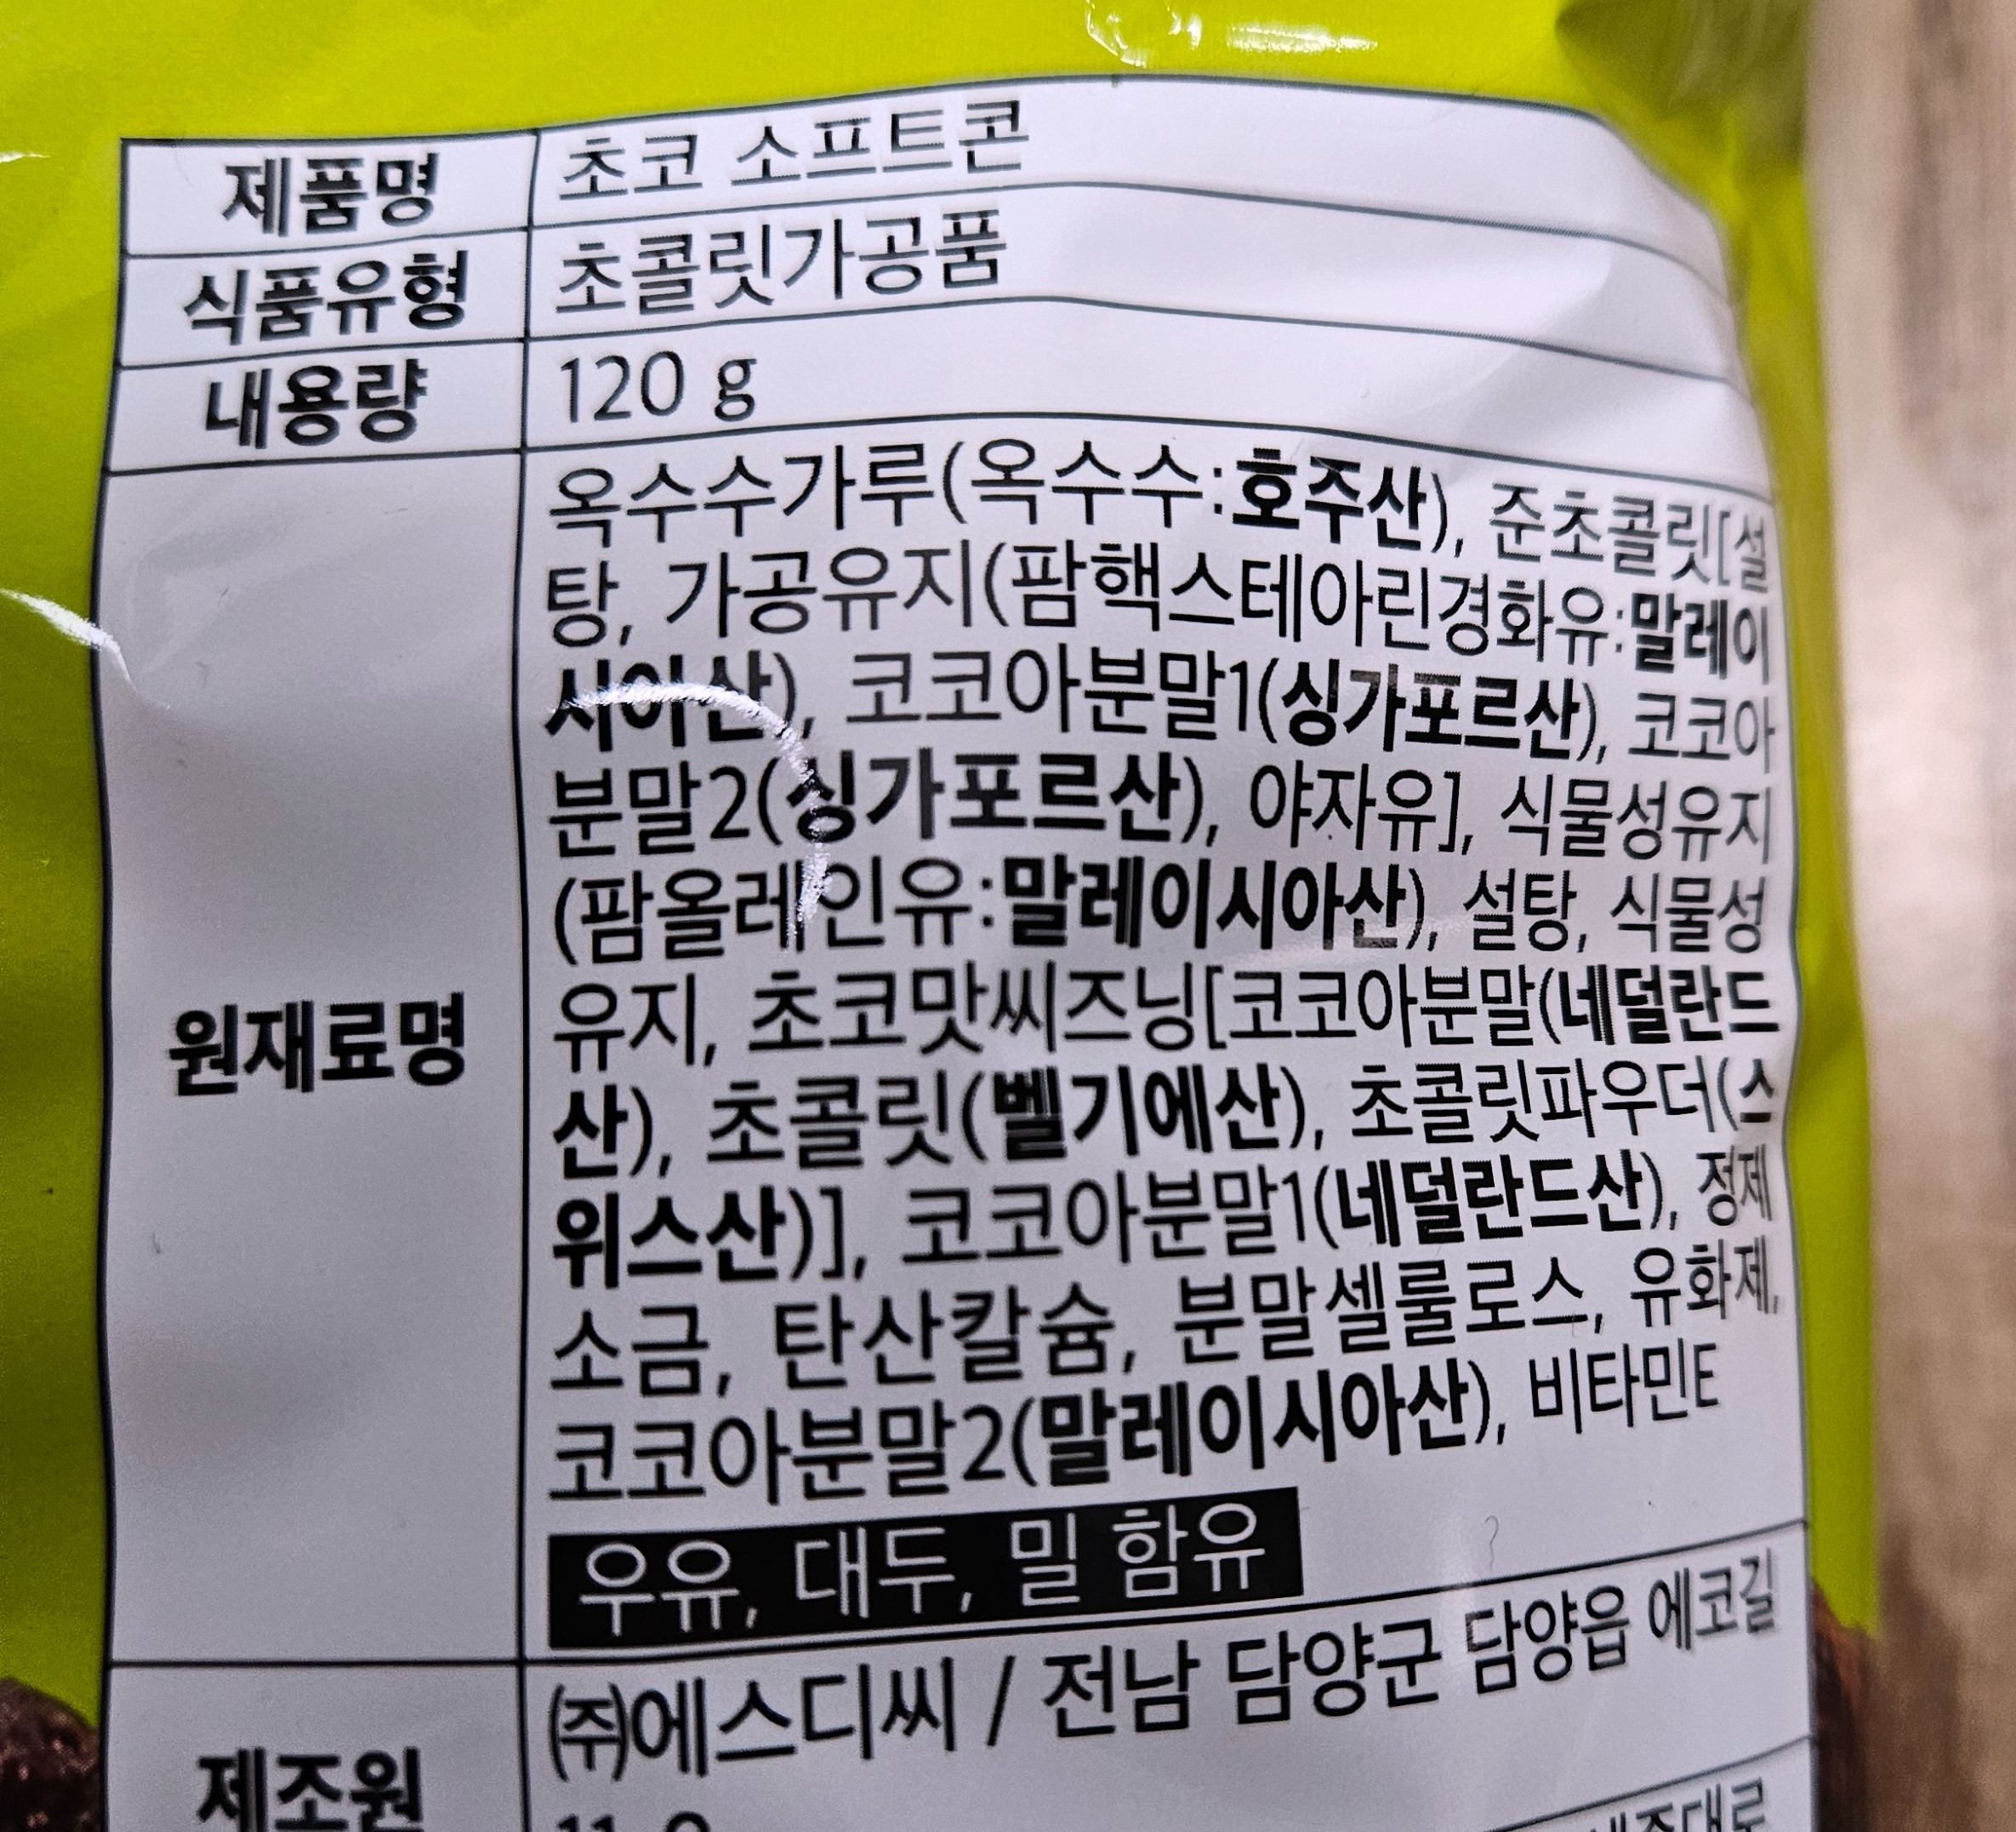 제품명 초코 소프트콘
식품유형 초콜릿가공품
내용량 120 g
옥수수가루(옥수수:호주산), 준초콜릿[설
탕, 가공유지(팜핵스테아린경화유:말레이
시아산), 코코아분말1(싱가포르산), 코코아
분말2(싱가포르산), 야자유], 식물성유지
(팜올레인유:말레이시아산), 설탕, 식물성
원재료명 유지, 초코맛씨즈닝[코코아분말(네덜란드
산), 초콜릿(벨기에산), 초콜릿파우더(스
위스산)], 코코아분말1(네덜란드산), 정제
소금, 탄산칼슘, 분말셀룰로스, 유화제,
코코아분말2(말레이시아산), 비타민E
우유, 대두, 밀 함유
제조원 ㈜에스디씨 / 전남 담양군 담양읍 에코길